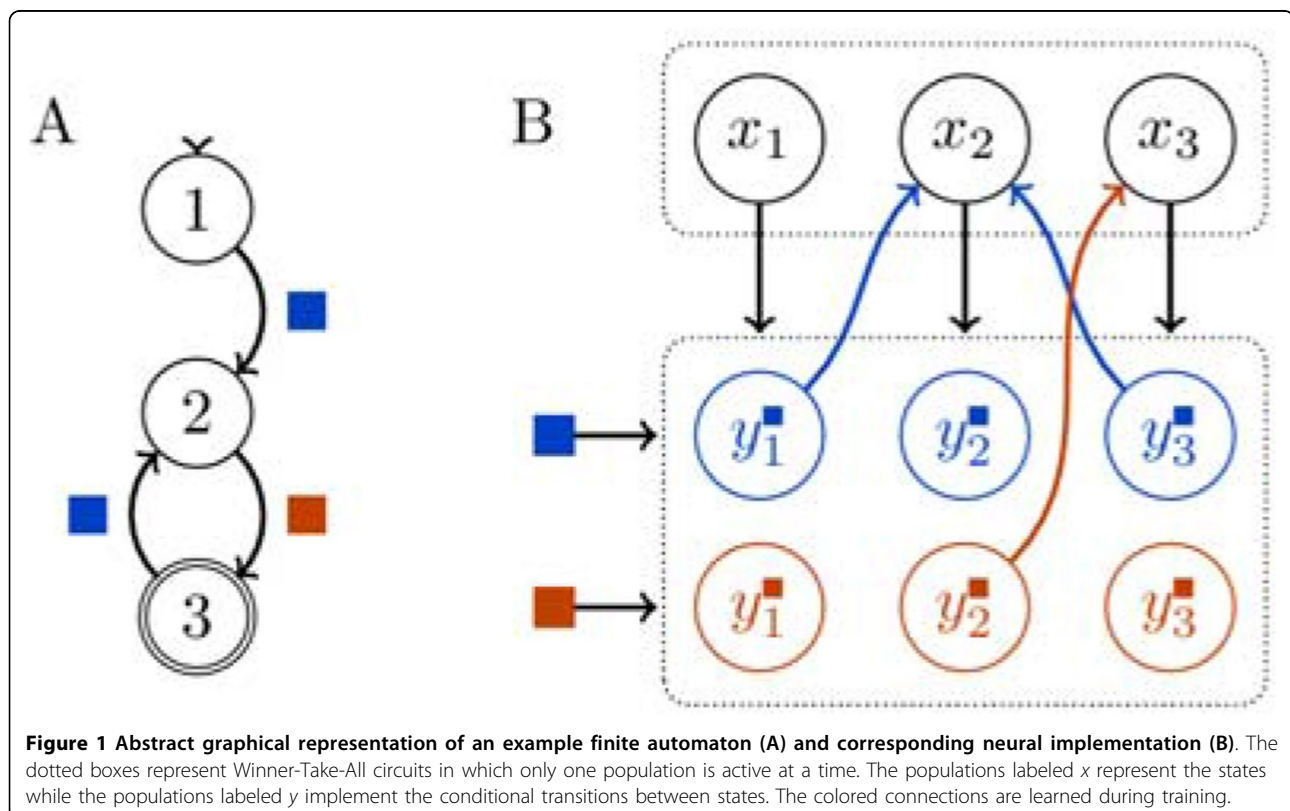 A
1
2
3
B
x₁ x₂ x₃
y₁■ y₂■ y₃■
y₁■ y₂■ y₃■
Figure 1 Abstract graphical representation of an example finite automaton (A) and corresponding neural implementation (B). The
dotted boxes represent Winner-Take-All circuits in which only one population is active at a time. The populations labeled x represent the states
while the populations labeled y implement the conditional transitions between states. The colored connections are learned during training.